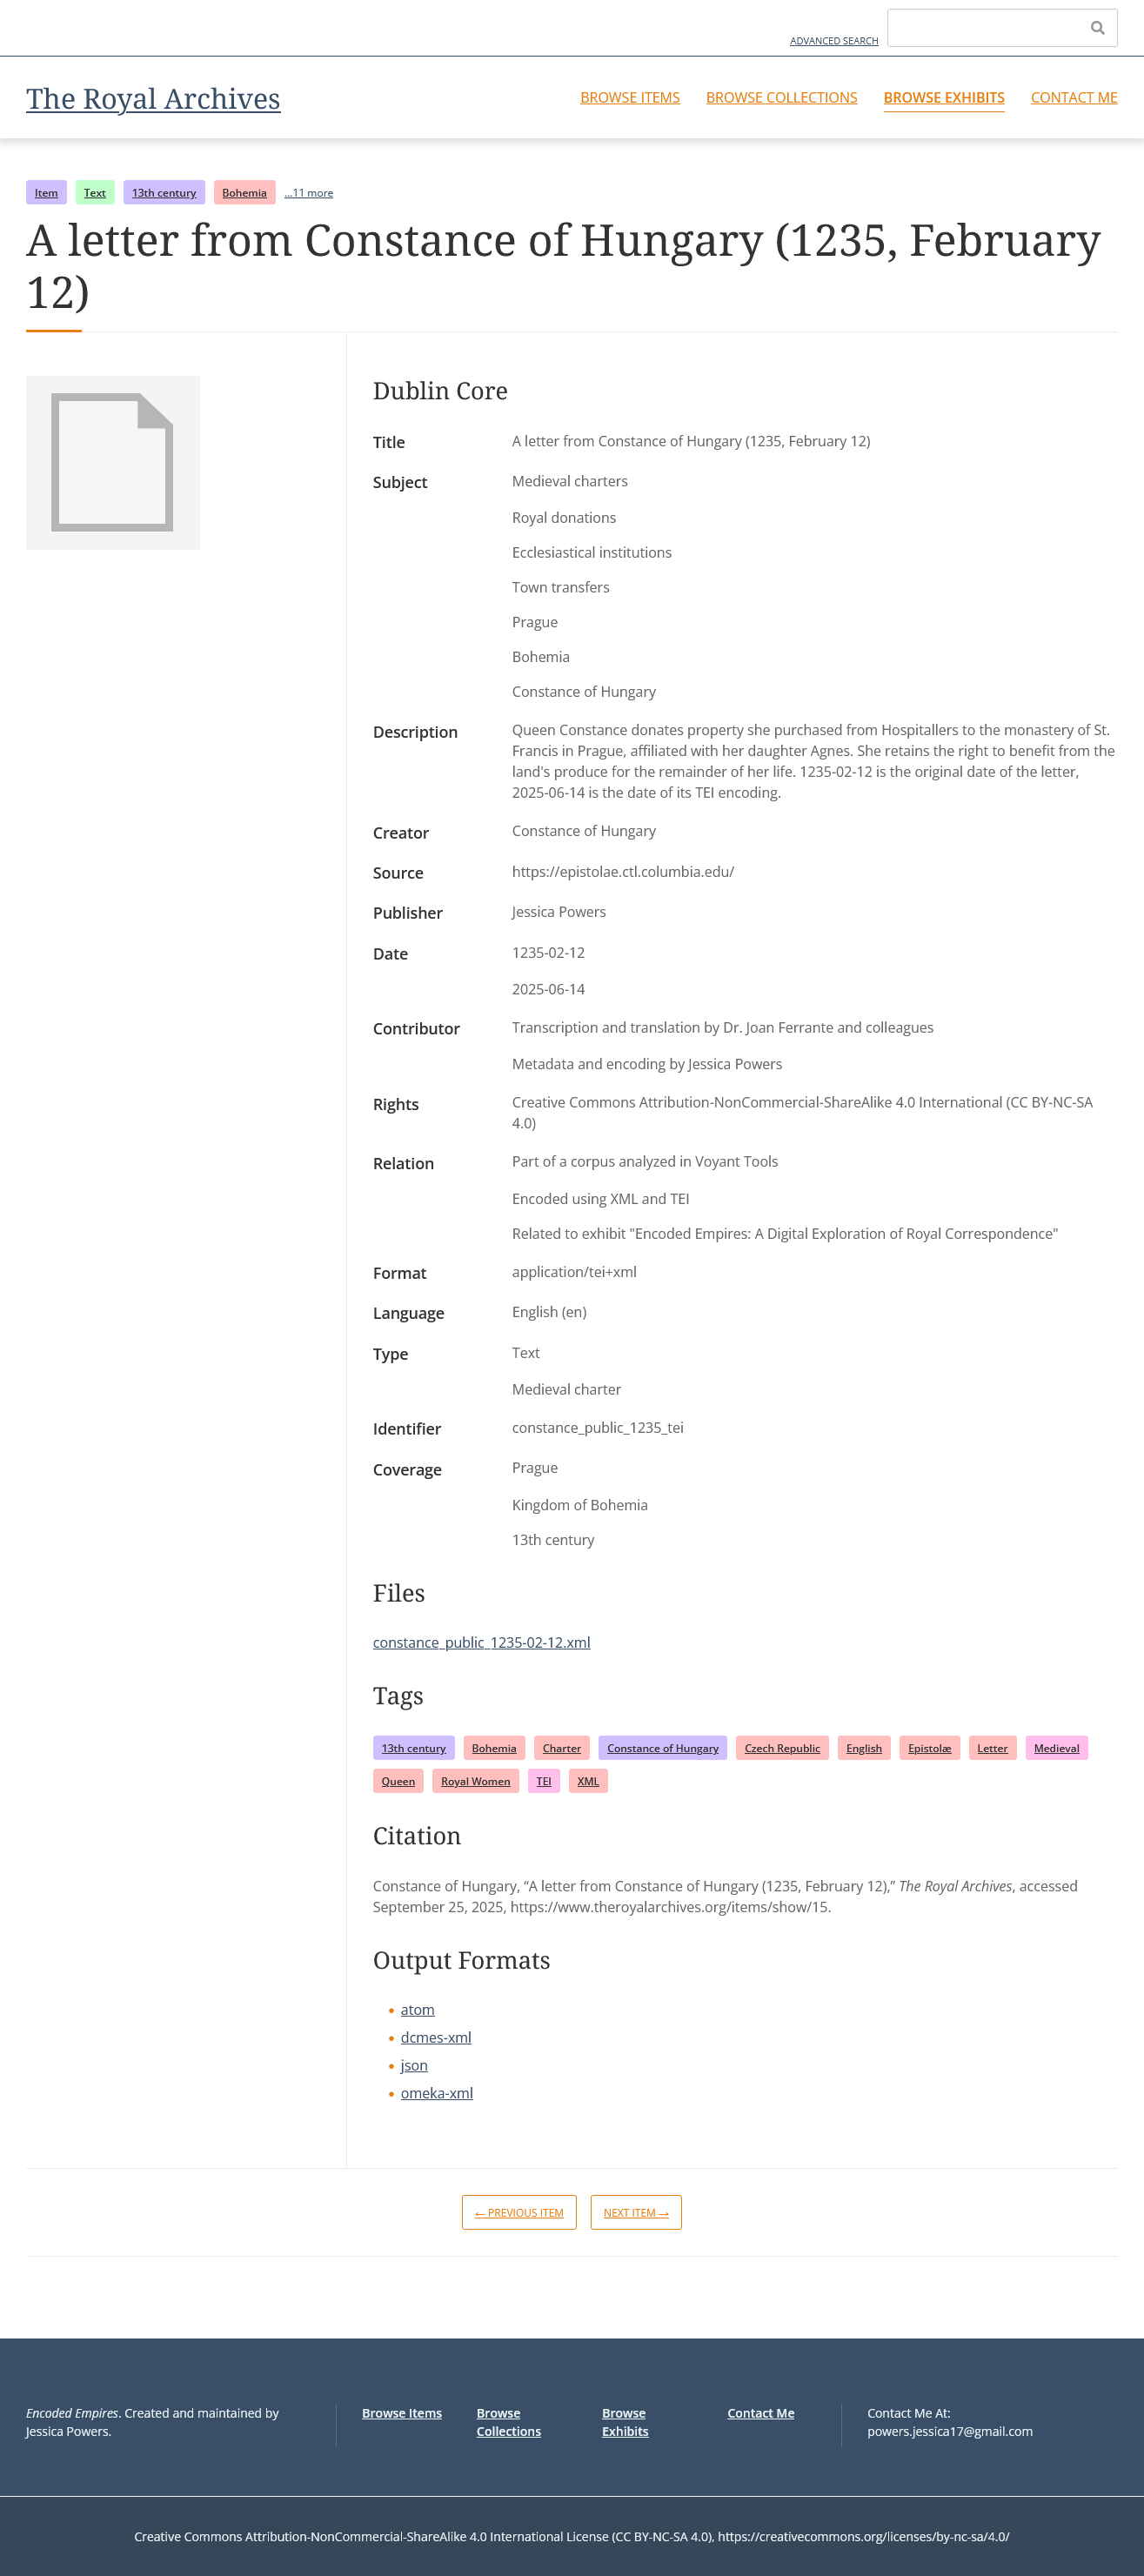 ADVANCED SEARCH
The Royal Archives
BROWSE ITEMS BROWSE COLLECTIONS BROWSE EXHIBITS CONTACT ME
Item Text 13th century Bohemia ...11 more
A letter from Constance of Hungary (1235, February
12)
Dublin Core
Title A letter from Constance of Hungary (1235, February 12)
Subject Medieval charters
Royal donations
Ecclesiastical institutions
Town transfers
Prague
Bohemia
Constance of Hungary
Description Queen Constance donates property she purchased from Hospitallers to the monastery of St.
Francis in Prague, affiliated with her daughter Agnes. She retains the right to benefit from the
land's produce for the remainder of her life. 1235-02-12 is the original date of the letter,
2025-06-14 is the date of its TEI encoding.
Creator Constance of Hungary
Source https://epistolae.ctl.columbia.edu/
Publisher Jessica Powers
Date 1235-02-12
2025-06-14
Contributor Transcription and translation by Dr. Joan Ferrante and colleagues
Metadata and encoding by Jessica Powers
Rights Creative Commons Attribution-NonCommercial-ShareAlike 4.0 International (CC BY-NC-SA
4.0)
Relation Part of a corpus analyzed in Voyant Tools
Encoded using XML and TEI
Related to exhibit "Encoded Empires: A Digital Exploration of Royal Correspondence"
Format application/tei+xml
Language English (en)
Type Text
Medieval charter
Identifier constance_public_1235_tei
Coverage Prague
Kingdom of Bohemia
13th century
Files
constance_public_1235-02-12.xml
Tags
13th century Bohemia Charter Constance of Hungary Czech Republic English Epistolæ Letter Medieval
Queen Royal Women TEI XML
Citation
Constance of Hungary, “A letter from Constance of Hungary (1235, February 12),” The Royal Archives, accessed
September 25, 2025, https://www.theroyalarchives.org/items/show/15.
Output Formats
• atom
• dcmes-xml
• json
• omeka-xml
← PREVIOUS ITEM NEXT ITEM →
Encoded Empires. Created and maintained by
Jessica Powers.
Browse Items
Browse
Collections
Browse
Exhibits
Contact Me
Contact Me At:
powers.jessica17@gmail.com
Creative Commons Attribution-NonCommercial-ShareAlike 4.0 International License (CC BY-NC-SA 4.0), https://creativecommons.org/licenses/by-nc-sa/4.0/